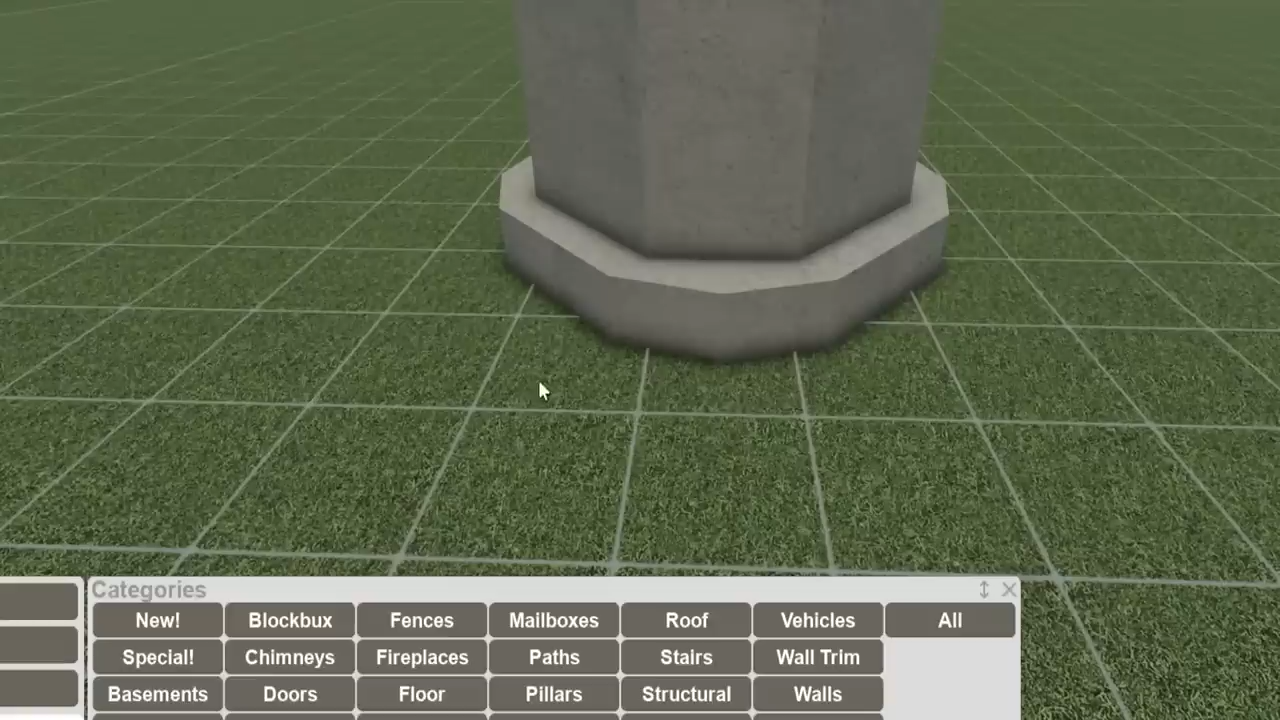 Categories
New! Blockbux Fences Mailboxes Roof Vehicles All
Special! Chimneys Fireplaces Paths Stairs Wall Trim
Basements Doors Floor Pillars Structural Walls